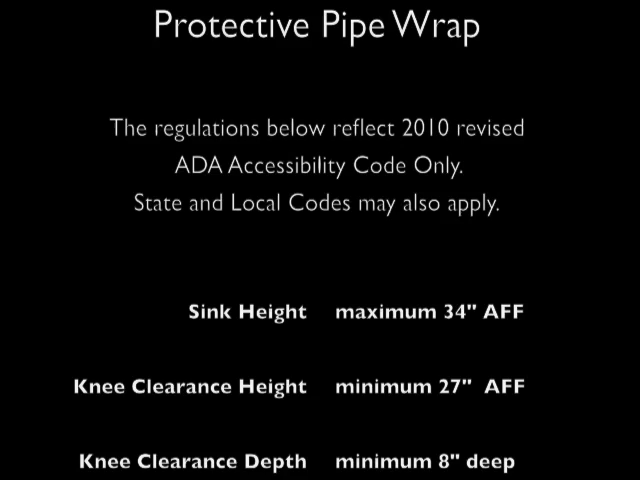 Protective Pipe Wrap
The regulations below reflect 2010 revised
ADA Accessibility Code Only.
State and Local Codes may also apply.
Sink Height maximum 34" AFF
Knee Clearance Height minimum 27" AFF
Knee Clearance Depth minimum 8" deep